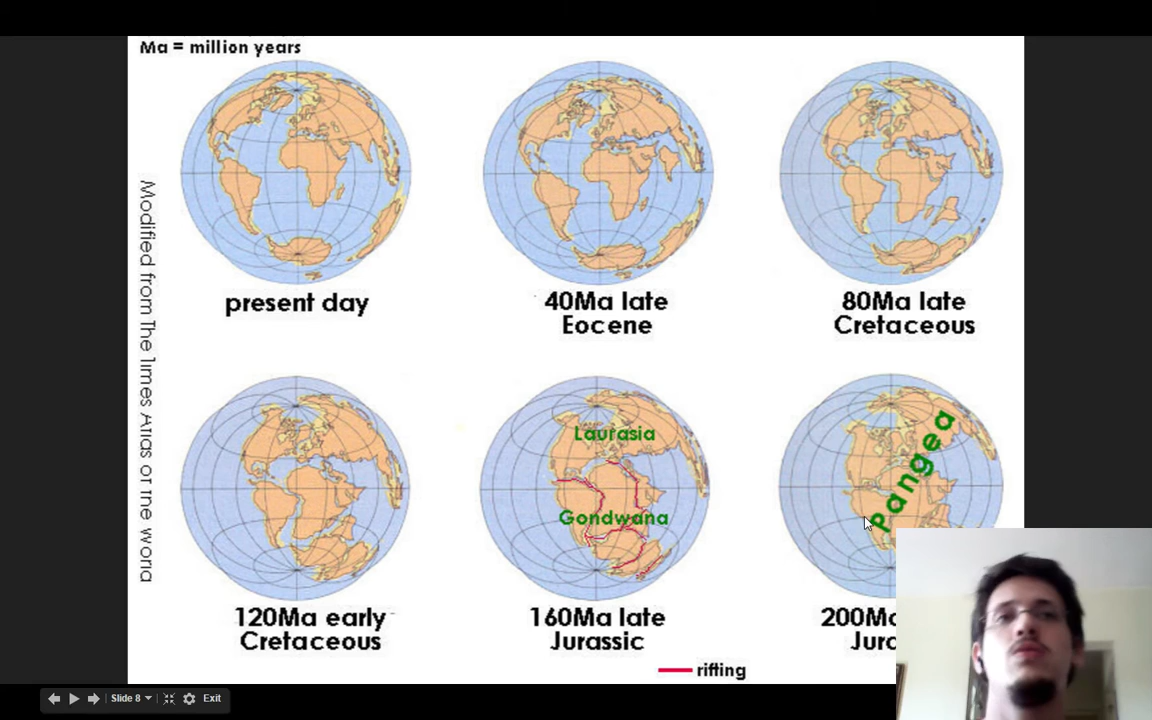 Ma = million years
Modified from The Times Atlas of the World
present day
40Ma late
Eocene
80Ma late
Cretaceous
Laurasia
Gondwana
Pangea
120Ma early
Cretaceous
160Ma late
Jurassic
200Ma
Jura
rifting
Slide 8
Exit